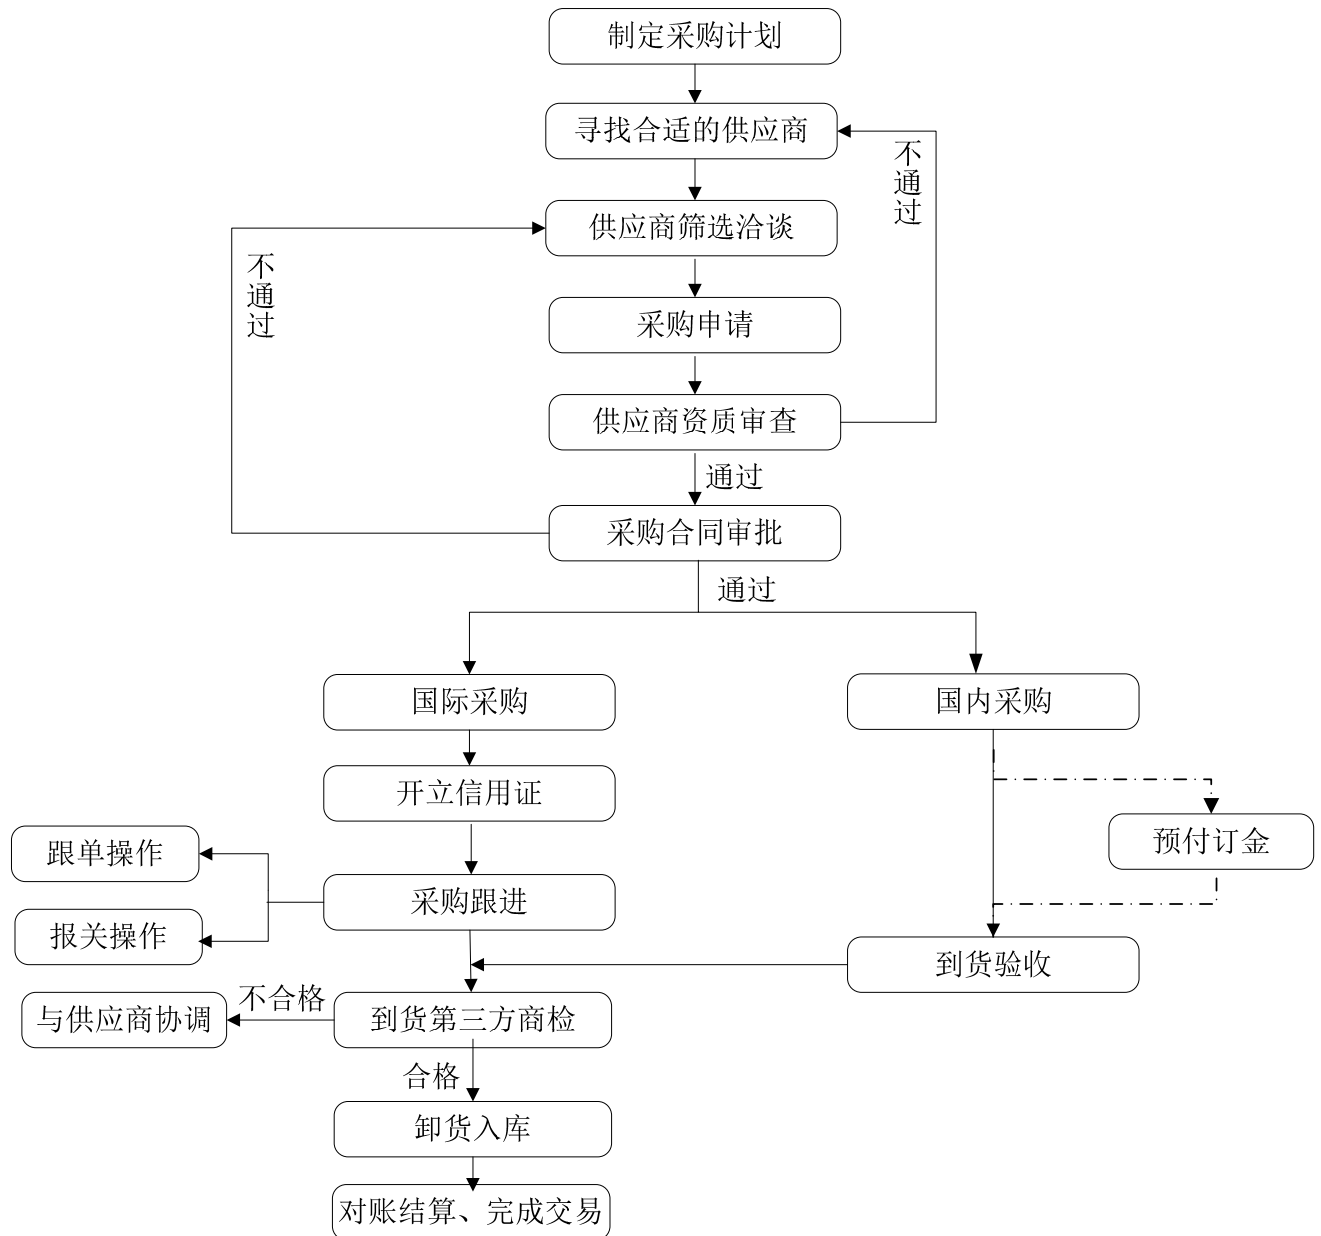 制定采购计划
寻找合适的供应商
不通过
供应商筛选洽谈
不通过
采购申请
供应商资质审查
通过
采购合同审批
通过
国际采购
国内采购
开立信用证
预付订金
跟单操作
采购跟进
报关操作
到货验收
不合格
与供应商协调
到货第三方商检
合格
卸货入库
对账结算、完成交易